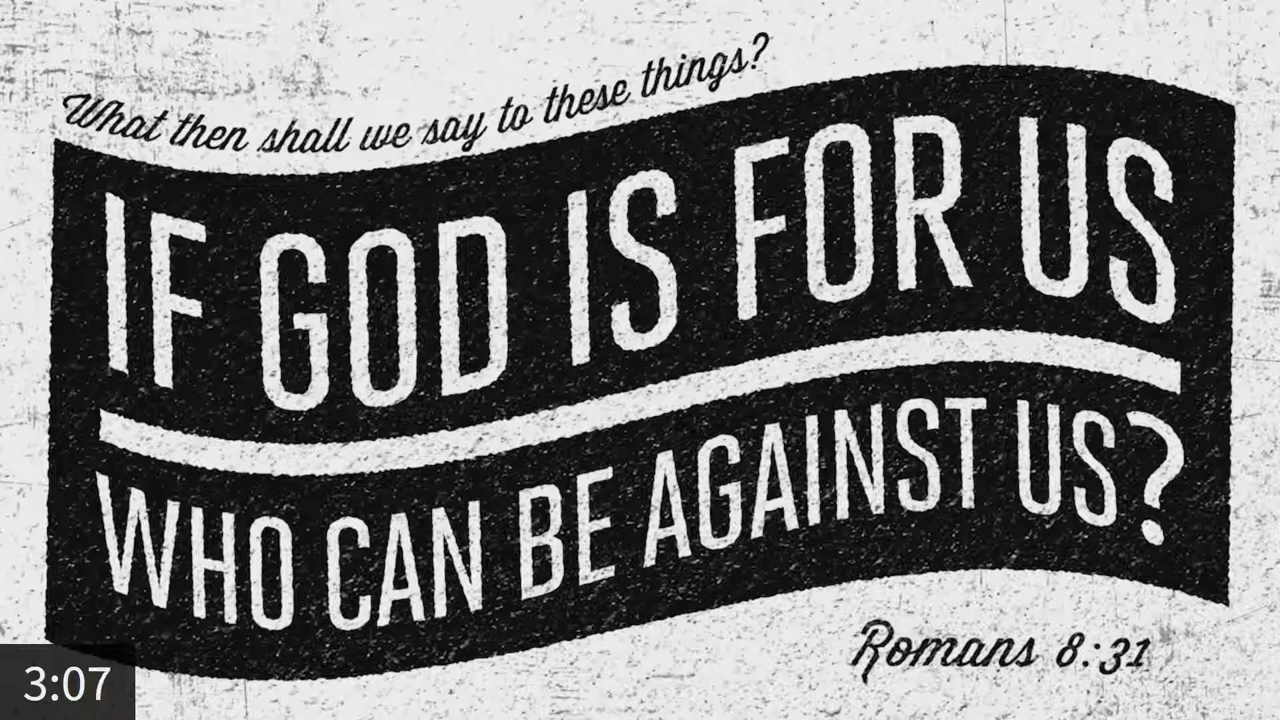 What then shall we say to these things?
IF GOD IS FOR US
WHO CAN BE AGAINST US?
Romans 8:31
3:07